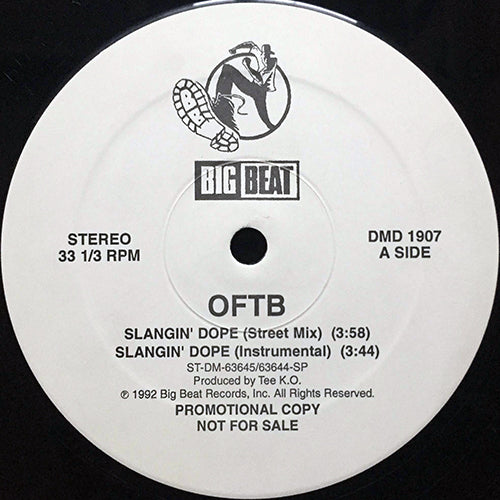 BIG BEAT
STEREO
33 1/3 RPM
DMD 1907
A SIDE
OFTB
SLANGIN' DOPE (Street Mix) (3:58)
SLANGIN' DOPE (Instrumental) (3:44)
ST-DM-63645/63644-SP
Produced by Tee K.O.
℗ 1992 Big Beat Records, Inc. All Rights Reserved.
PROMOTIONAL COPY
NOT FOR SALE